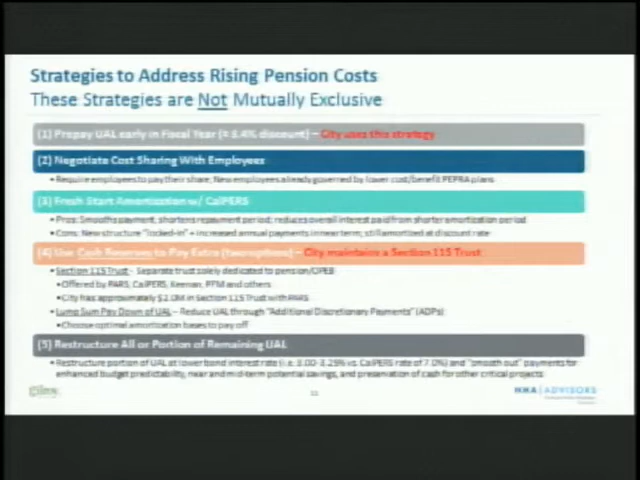 Strategies to Address Rising Pension Costs
These Strategies are Not Mutually Exclusive
(1) Prepay UAL early in Fiscal Year (≈ 3.4% discount) – City uses this strategy
(2) Negotiate Cost Sharing With Employees
•Require employees to pay their share; New employees already governed by lower cost/benefit PEPRA plans
(3) Fresh Start Amortization w/ CalPERS
•Pros: Smooths payment, shortens repayment period; reduces overall interest paid from shorter amortization period
•Cons: New structure "locked-in" + increased annual payments in near term; still amortized at discount rate
(4) Use Cash Reserves to Pay Extra (two options) – City maintains a Section 115 Trust
•Section 115 Trust - Separate trust solely dedicated to pension/OPEB
•Offered by PARS, CalPERS, Keenan, PFM and others
•City has approximately $2.0M in Section 115 Trust with PARS
•Lump Sum Pay Down of UAL – Reduce UAL through "Additional Discretionary Payments" (ADPs)
•Choose optimal amortization bases to pay off
(5) Restructure All or Portion of Remaining UAL
•Restructure portion of UAL at lower bond interest rate (i.e. 3.00-3.25% vs. CalPERS rate of 7.0%) and "smooth out" payments for
enhanced budget predictability, near and mid-term potential savings, and preservation of cash for other critical projects
ADVISORS